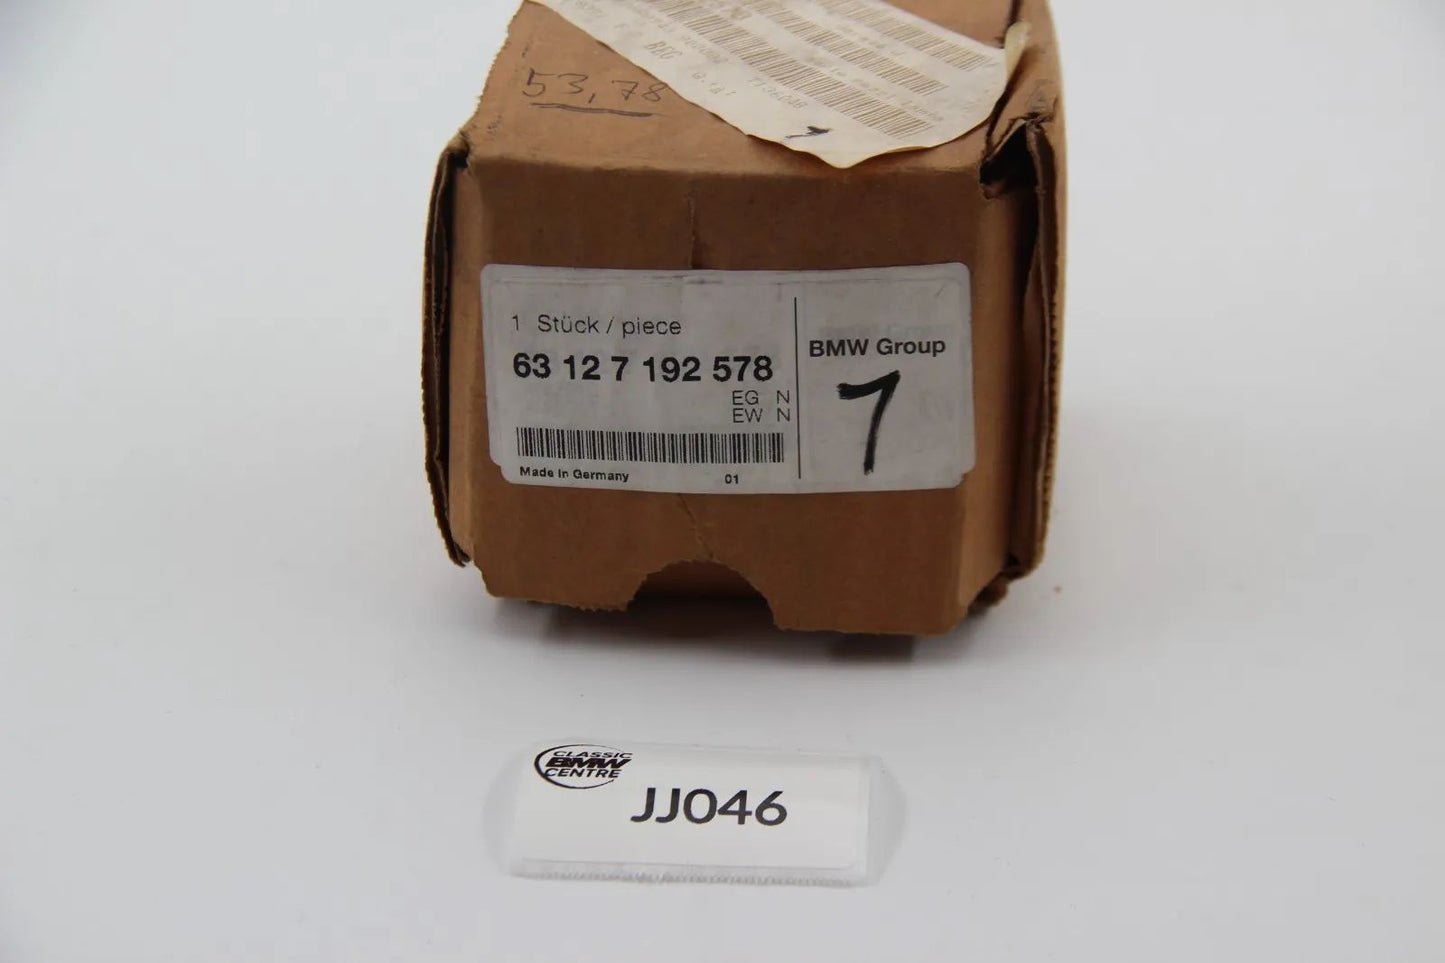 53,78
1 Stück / piece
63 12 7 192 578
EG N
EW N
Made in Germany 01
BMW Group
7
CLASSIC
BMW
CENTRE
JJ046